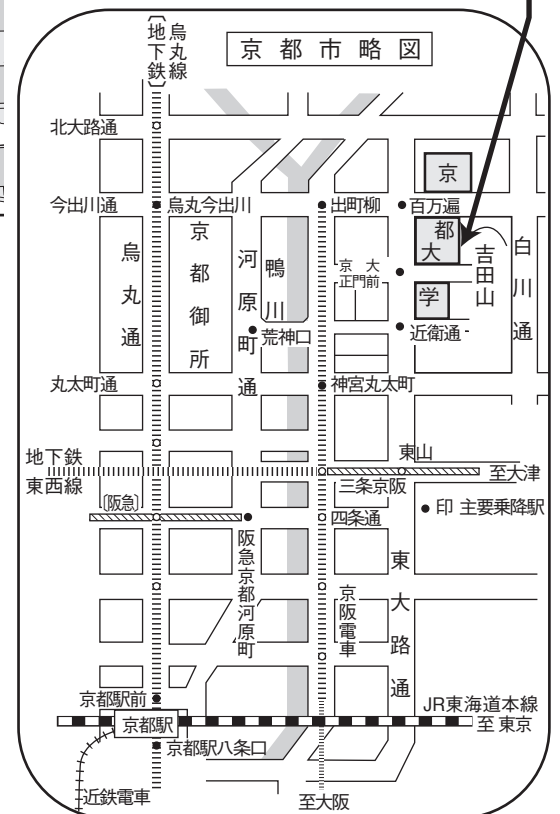 〔地下鉄烏丸線〕
京都市略図
北大路通
今出川通
烏丸今出川
出町柳
百万遍
京
都
大
学
烏丸通
京都御所
河原町通
鴨川
京大
正門前
吉田山
白川通
荒神口
近衛通
丸太町通
神宮丸太町
地下鉄
東西線
東山
至大津
三条京阪
〔阪急〕
四条通
●印 主要乗降駅
阪急京都河原町
京阪電車
東大路通
京都駅前
京都駅
JR東海道本線
至 東京
京都駅八条口
近鉄電車
至大阪